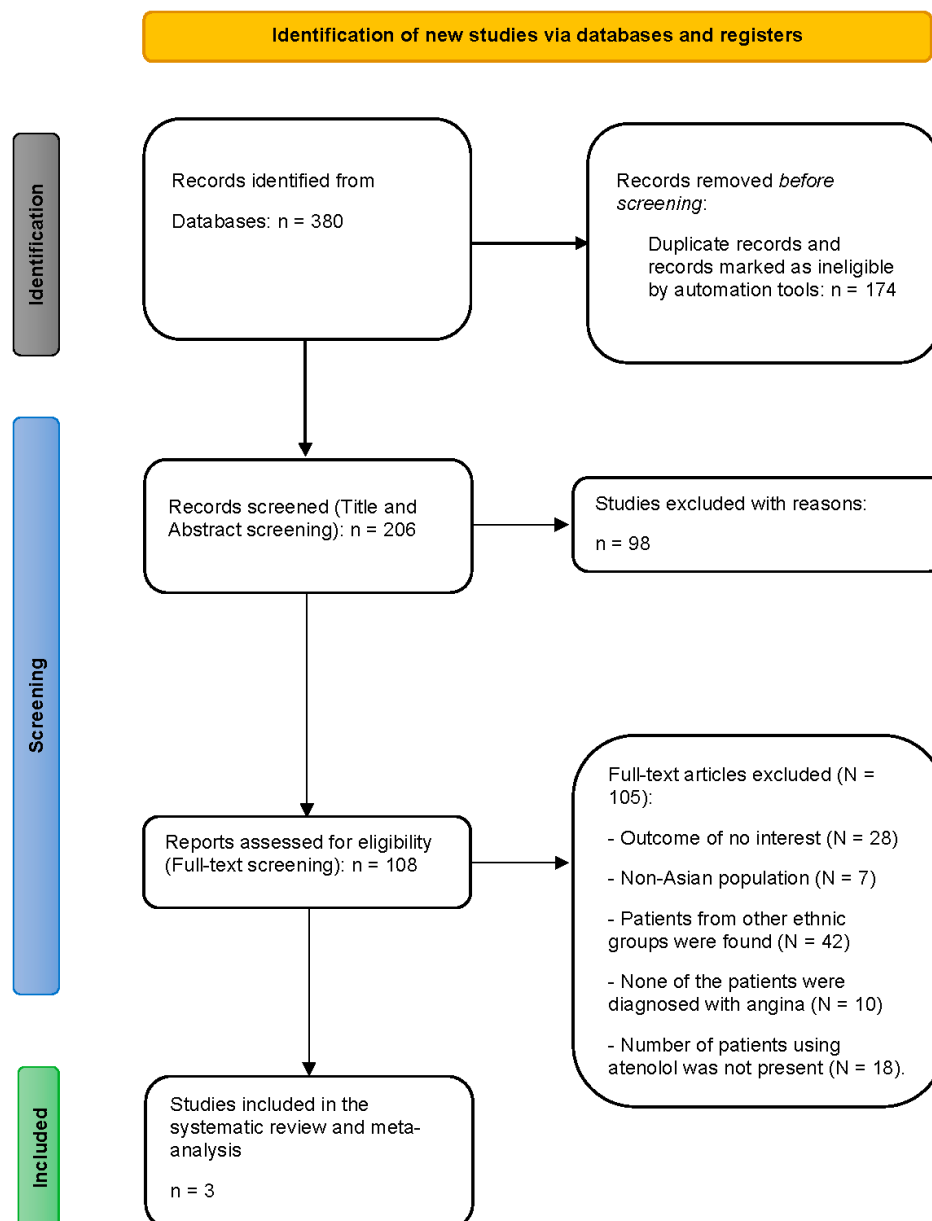 Identification of new studies via databases and registers
Identification
Records identified from
Databases: n = 380
Records removed before
screening:
Duplicate records and
records marked as ineligible
by automation tools: n = 174
Screening
Records screened (Title and
Abstract screening): n = 206
Studies excluded with reasons:
n = 98
Reports assessed for eligibility
(Full-text screening): n = 108
Full-text articles excluded (N =
105):
- Outcome of no interest (N = 28)
- Non-Asian population (N = 7)
- Patients from other ethnic
groups were found (N = 42)
- None of the patients were
diagnosed with angina (N = 10)
- Number of patients using
atenolol was not present (N = 18).
Included
Studies included in the
systematic review and meta-
analysis
n = 3